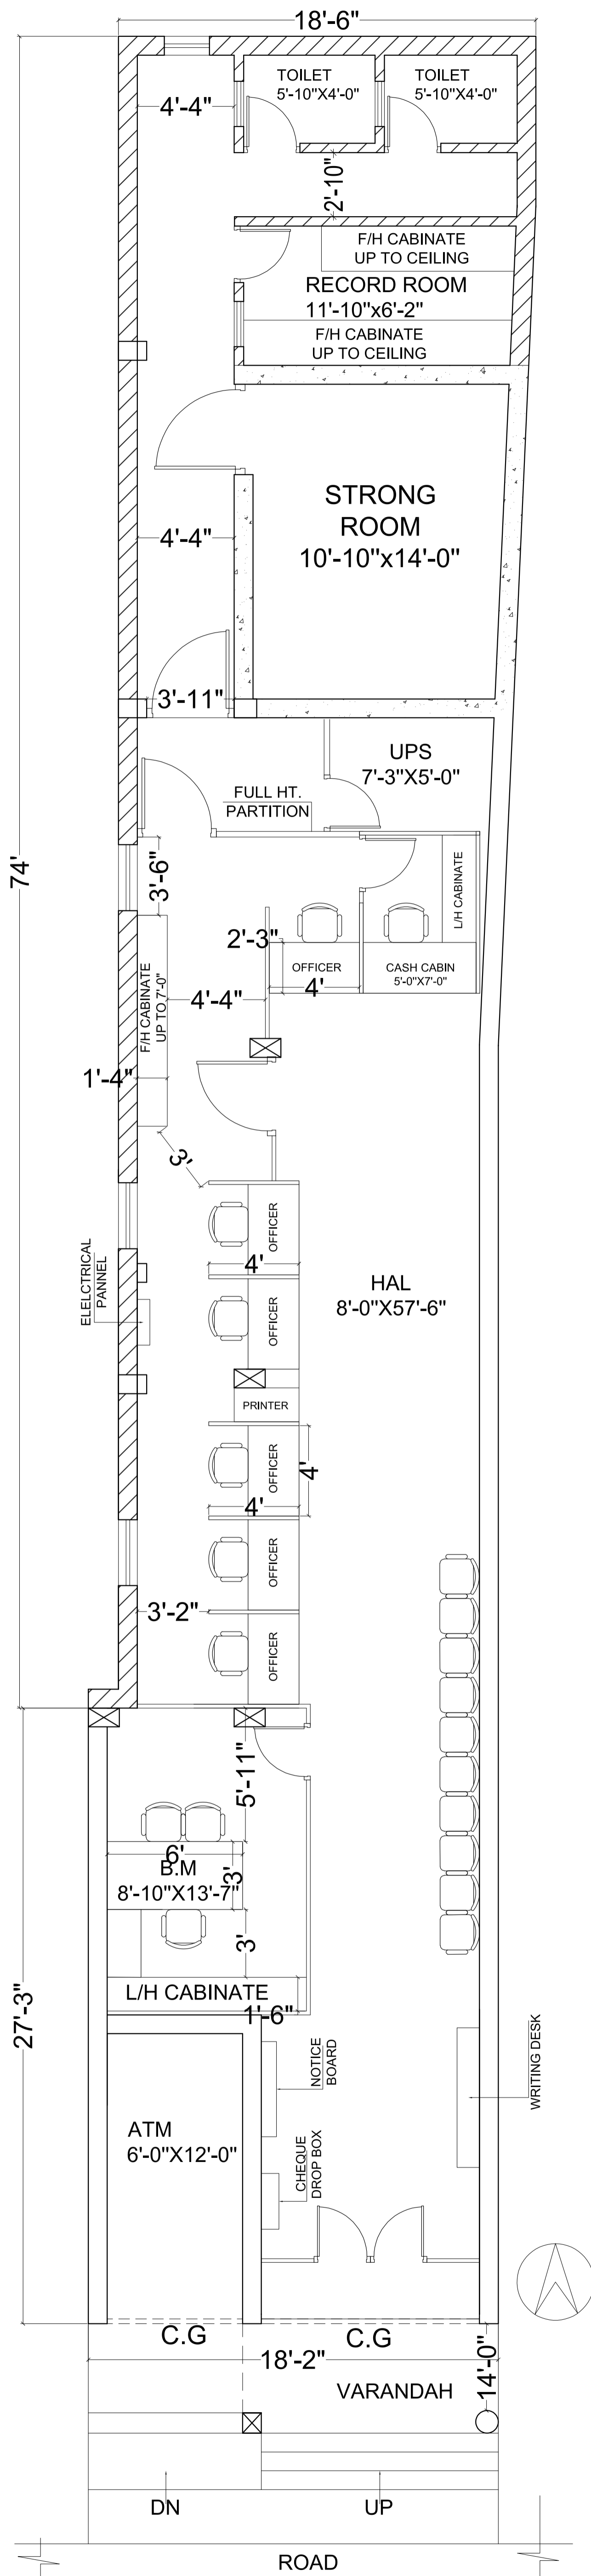 18'-6"
TOILET
5'-10"X4'-0"
TOILET
5'-10"X4'-0"
4'-4"
2'-10"
F/H CABINATE
UP TO CEILING
RECORD ROOM
11'-10"x6'-2"
F/H CABINATE
UP TO CEILING
STRONG
ROOM
10'-10"x14'-0"
4'-4"
3'-11"
UPS
7'-3"X5'-0"
FULL HT.
PARTITION
74'
3'-6"
L/H CABINATE
2'-3"
OFFICER
4'
CASH CABIN
5'-0"X7'-0"
F/H CABINATE
UP TO 7'-0"
4'-4"
1'-4"
3'
OFFICER
4'
ELELCTRICAL
PANNEL
HAL
8'-0"X57'-6"
OFFICER
PRINTER
OFFICER
4'
4'
OFFICER
3'-2"
OFFICER
5'-11"
6'
B.M
8'-10"X13'-7"
3'
3'
L/H CABINATE
1'-6"
27'-3"
NOTICE
BOARD
WRITING DESK
ATM
6'-0"X12'-0"
CHEQUE
DROP BOX
C.G
C.G
18'-2"
14'-0"
VARANDAH
DN
UP
ROAD